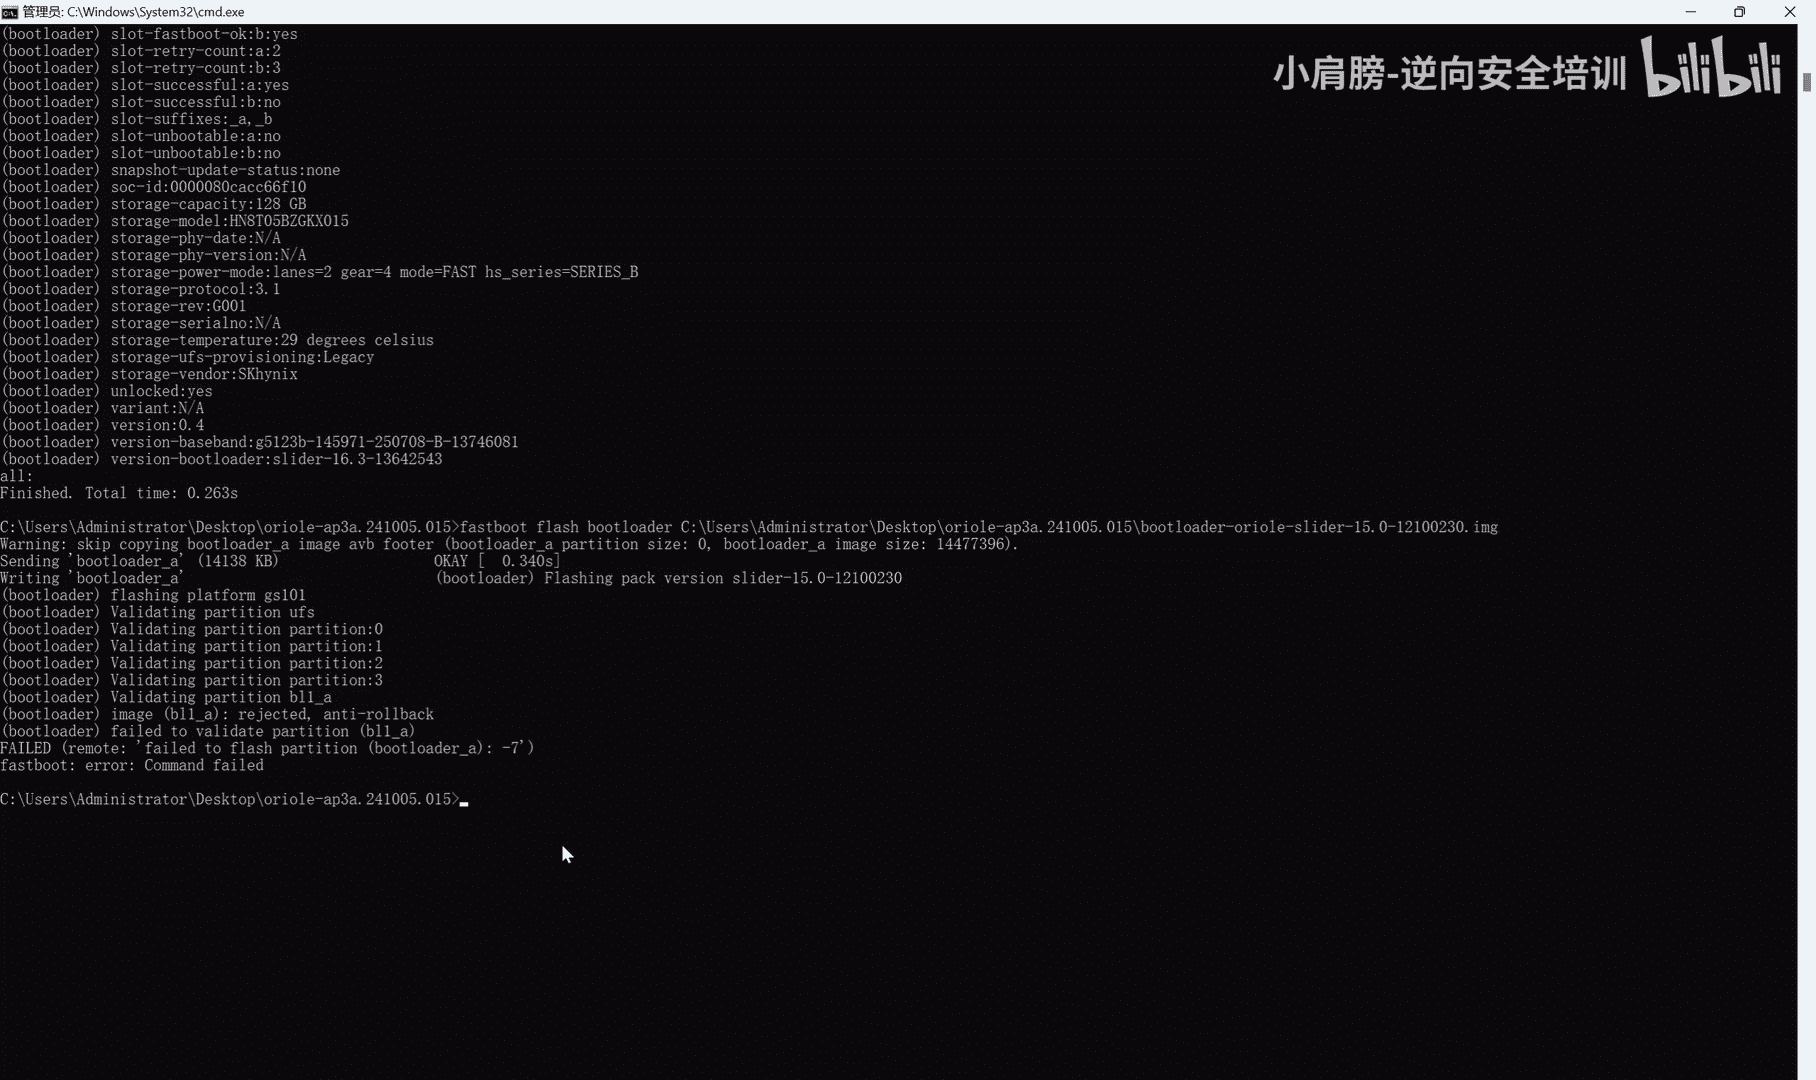 管理员: C:\Windows\System32\cmd.exe
小肩膀-逆向安全培训 bilibili
(bootloader) slot-fastboot-ok:b:yes
(bootloader) slot-retry-count:a:2
(bootloader) slot-retry-count:b:3
(bootloader) slot-successful:a:yes
(bootloader) slot-successful:b:no
(bootloader) slot-suffixes:_a,_b
(bootloader) slot-unbootable:a:no
(bootloader) slot-unbootable:b:no
(bootloader) snapshot-update-status:none
(bootloader) soc-id:0000080cacc66f10
(bootloader) storage-capacity:128 GB
(bootloader) storage-model:HN8T05BZGKX015
(bootloader) storage-phy-date:N/A
(bootloader) storage-phy-version:N/A
(bootloader) storage-power-mode:lanes=2 gear=4 mode=FAST hs_series=SERIES_B
(bootloader) storage-protocol:3.1
(bootloader) storage-rev:G001
(bootloader) storage-serialno:N/A
(bootloader) storage-temperature:29 degrees celsius
(bootloader) storage-ufs-provisioning:Legacy
(bootloader) storage-vendor:SKhynix
(bootloader) unlocked:yes
(bootloader) variant:N/A
(bootloader) version:0.4
(bootloader) version-baseband:g5123b-145971-250708-B-13746081
(bootloader) version-bootloader:slider-16.3-13642543
all:
Finished. Total time: 0.263s
C:\Users\Administrator\Desktop\oriole-ap3a.241005.015>fastboot flash bootloader C:\Users\Administrator\Desktop\oriole-ap3a.241005.015\bootloader-oriole-slider-15.0-12100230.img
Warning: skip copying bootloader_a image avb footer (bootloader_a partition size: 0, bootloader_a image size: 14477396).
Sending 'bootloader_a' (14138 KB) OKAY [ 0.340s]
Writing 'bootloader_a' (bootloader) Flashing pack version slider-15.0-12100230
(bootloader) flashing platform gs101
(bootloader) Validating partition ufs
(bootloader) Validating partition partition:0
(bootloader) Validating partition partition:1
(bootloader) Validating partition partition:2
(bootloader) Validating partition partition:3
(bootloader) Validating partition bl1_a
(bootloader) image (bl1_a): rejected, anti-rollback
(bootloader) failed to validate partition (bl1_a)
FAILED (remote: 'failed to flash partition (bootloader_a): -7')
fastboot: error: Command failed
C:\Users\Administrator\Desktop\oriole-ap3a.241005.015>